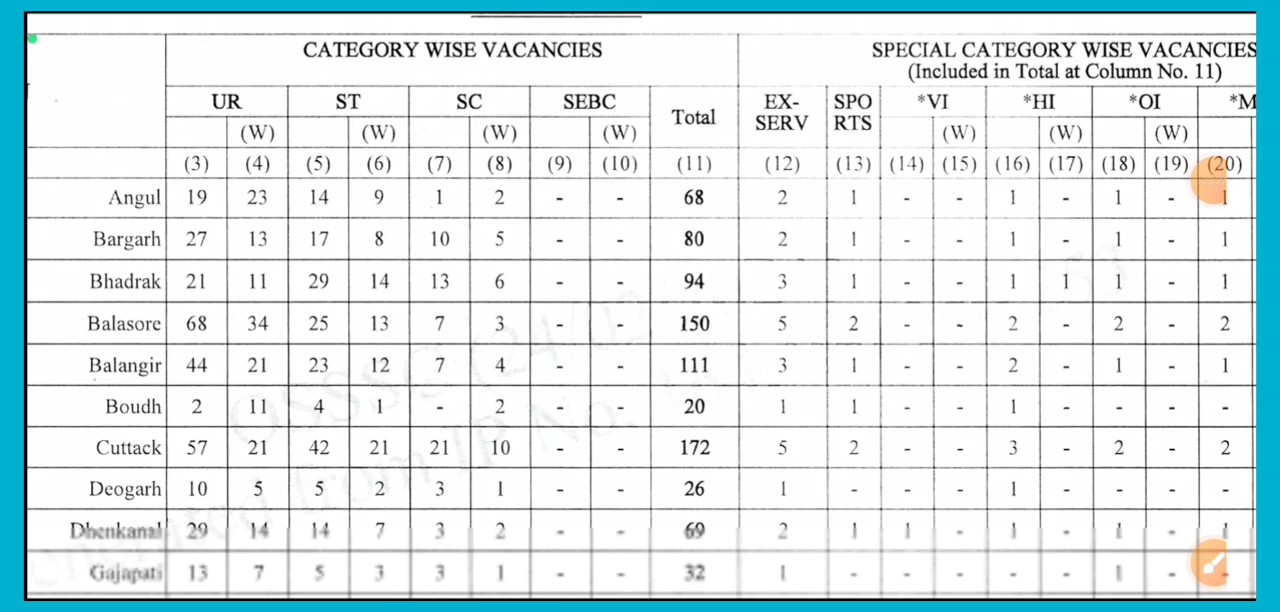 CATEGORY WISE VACANCIES SPECIAL CATEGORY WISE VACANCIES
(Included in Total at Column No. 11)
UR ST SC SEBC Total EX-SERV SPORTS *VI *HI *OI *M
(W) (W) (W) (W) (W) (W) (W)
(3) (4) (5) (6) (7) (8) (9) (10) (11) (12) (13) (14) (15) (16) (17) (18) (19) (20)
Angul 19 23 14 9 1 2 - - 68 2 1 - - 1 - 1 - 1
Bargarh 27 13 17 8 10 5 - - 80 2 1 - - 1 - 1 - 1
Bhadrak 21 11 29 14 13 6 - - 94 3 1 - - 1 1 1 - 1
Balasore 68 34 25 13 7 3 - - 150 5 2 - - 2 - 2 - 2
Balangir 44 21 23 12 7 4 - - 111 3 1 - - 2 - 1 - 1
Boudh 2 11 4 1 - 2 - - 20 1 1 - - 1 - - - -
Cuttack 57 21 42 21 21 10 - - 172 5 2 - - 3 - 2 - 2
Deogarh 10 5 5 2 3 1 - - 26 1 - - - 1 - - - -
Dhenkanal 29 14 14 7 3 2 - - 69 2 1 1 - 1 - 1 - 1
Gajapati 13 7 5 3 3 1 - - 32 1 - - - - - 1 - -
OSSSC (24/02
from IP No.